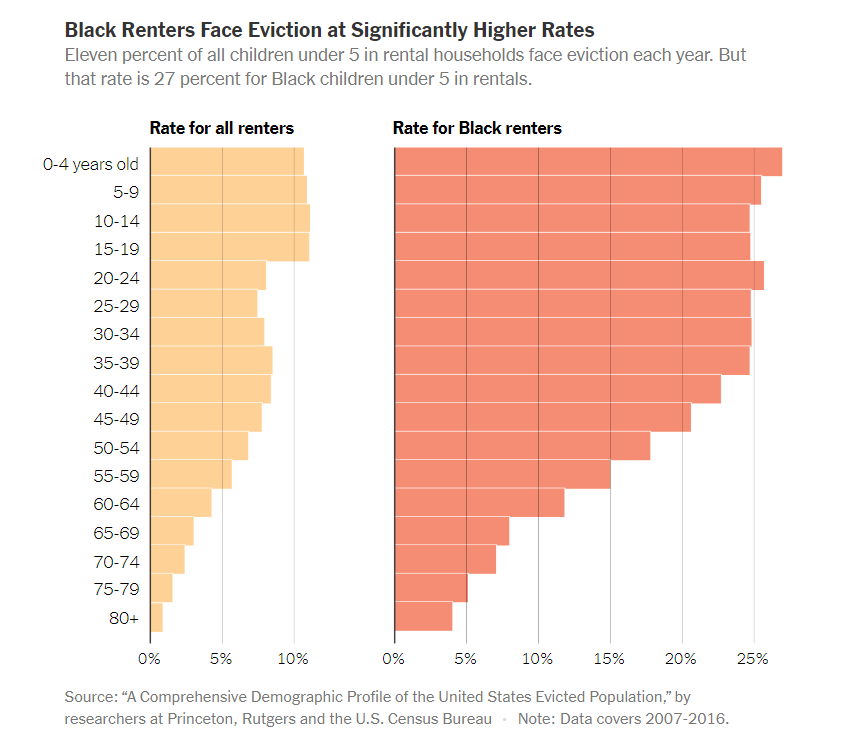 Black Renters Face Eviction at Significantly Higher Rates
Eleven percent of all children under 5 in rental households face eviction each year. But
that rate is 27 percent for Black children under 5 in rentals.
Rate for all renters
Rate for Black renters
0-4 years old
5-9
10-14
15-19
20-24
25-29
30-34
35-39
40-44
45-49
50-54
55-59
60-64
65-69
70-74
75-79
80+
0% 5% 10%
0% 5% 10% 15% 20% 25%
Source: “A Comprehensive Demographic Profile of the United States Evicted Population,” by
researchers at Princeton, Rutgers and the U.S. Census Bureau • Note: Data covers 2007-2016.